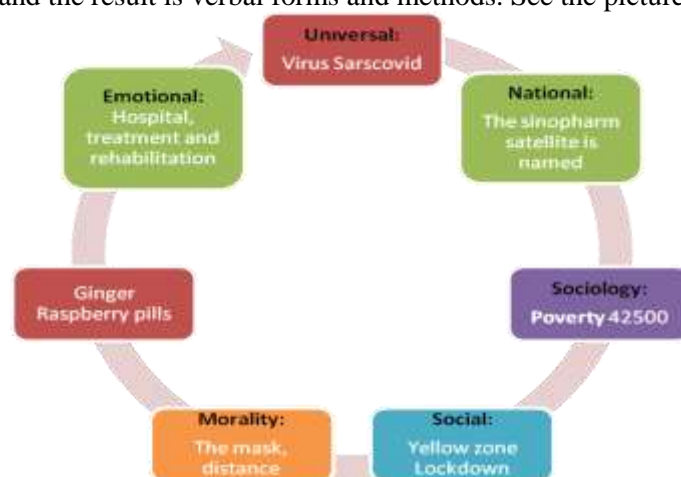 and the result is verbal forms and methods. See the picture
Universal:
Virus Sarscovid
National:
The sinopharm
satellite is
named
Sociology:
Poverty 42500
Social:
Yellow zone
Lockdown
Morality:
The mask,
distance
Ginger
Raspberry pills
Emotional:
Hospital,
treatment and
rehabilitation